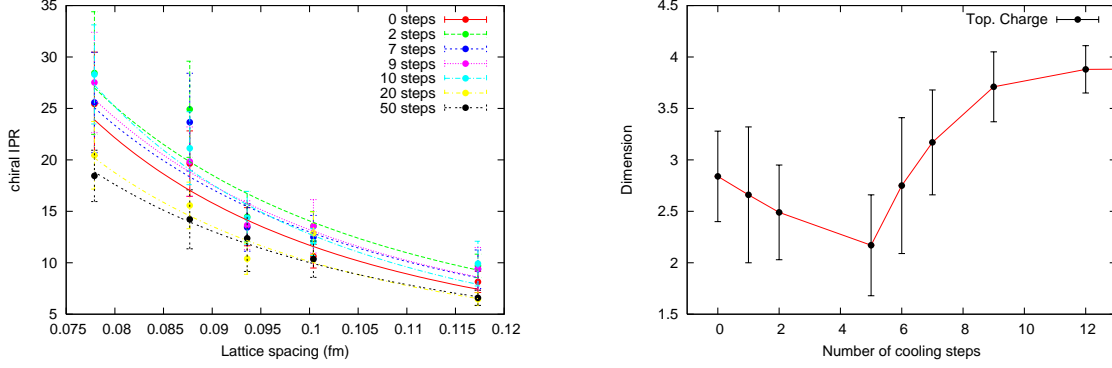 chiral IPR
35
30
25
20
15
10
5
0 steps
2 steps
7 steps
9 steps
10 steps
20 steps
50 steps
0.075 0.08 0.085 0.09 0.095 0.1 0.105 0.11 0.115 0.12
Lattice spacing (fm)
Dimension
4.5
4
3.5
3
2.5
2
1.5
Top. Charge
0 2 4 6 8 10 12
Number of cooling steps